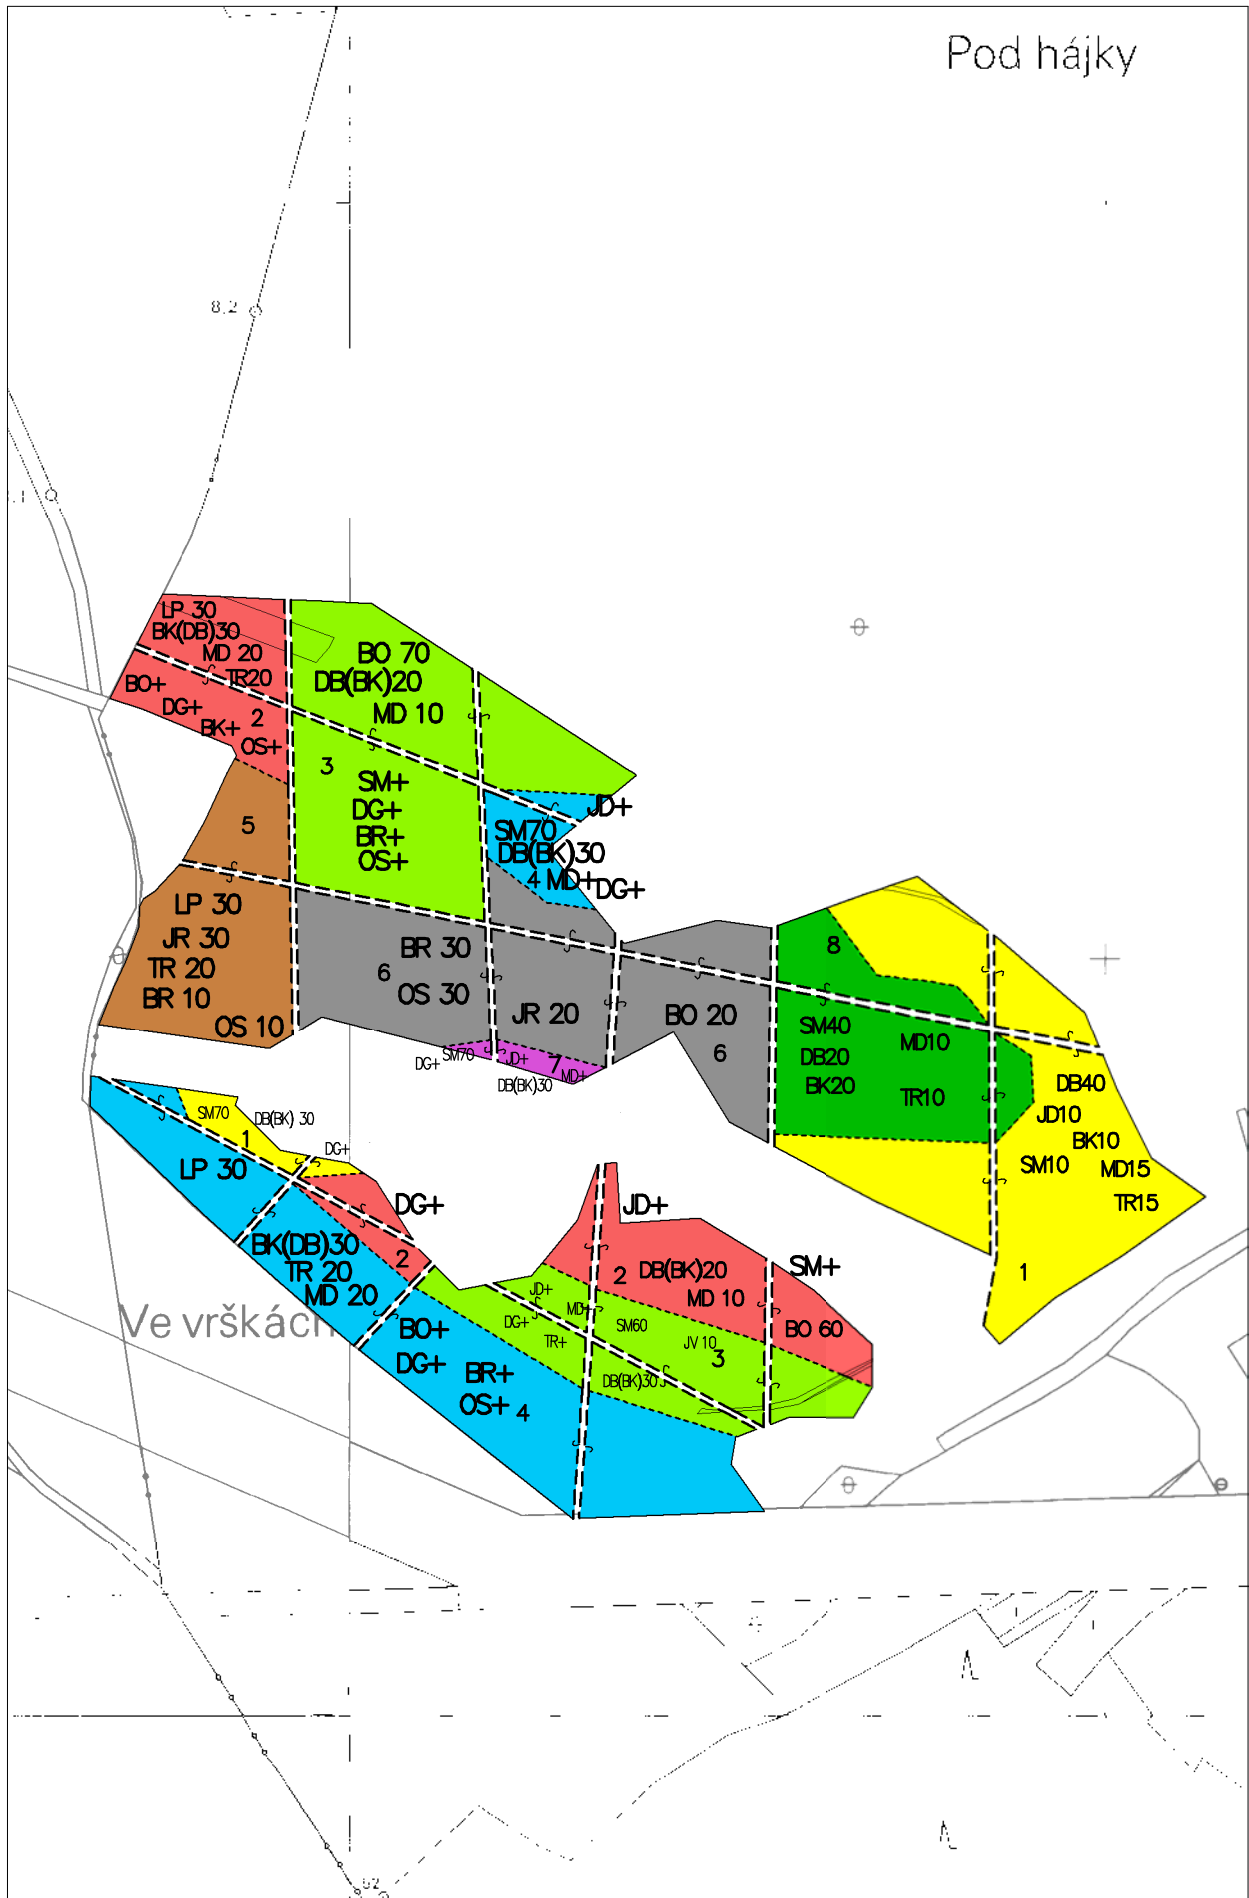 Pod hájky
8.2
LP 30
BK(DB)30
MD 20
TR20
BO+
DG+
BK+
2
OS+
BO 70
DB(BK)20
MD 10
3
SM+
DG+
BR+
OS+
JD+
SM70
DB(BK)30
4 MD+
DG+
5
LP 30
JR 30
TR 20
BR 10
OS 10
BR 30
6
OS 30
JR 20
BO 20
6
8
SM40
MD10
DB20
BK20
TR10
DB40
JD10
BK10
SM10
MD15
TR15
1
DG+
SM70
JD+
7
MD+
DB(BK)30
SM70
DB(BK) 30
1
DG+
LP 30
DG+
BK(DB)30
2
TR 20
MD 20
JD+
2
DB(BK)20
MD 10
SM+
BO 60
JD+
MD+
DG+
TR+
SM60
JV 10
3
DB(BK)30
Ve vrškách
BO+
DG+
BR+
OS+ 4